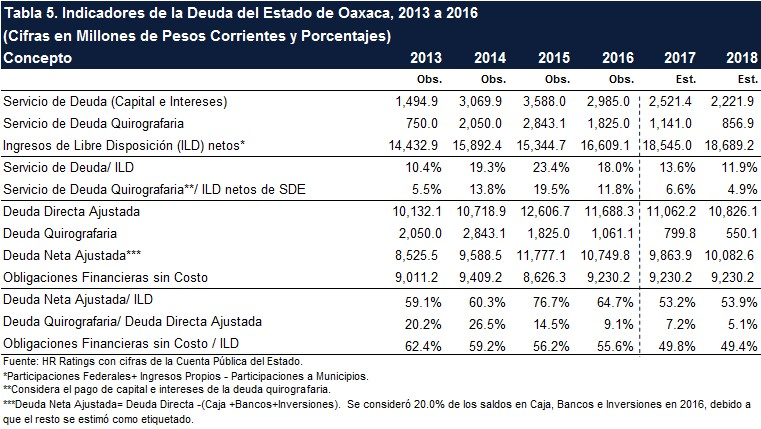 Tabla 5. Indicadores de la Deuda del Estado de Oaxaca, 2013 a 2016
(Cifras en Millones de Pesos Corrientes y Porcentajes)
Concepto 2013 2014 2015 2016 2017 2018
Obs. Obs. Obs. Obs. Est. Est.
Servicio de Deuda (Capital e Intereses) 1,494.9 3,069.9 3,588.0 2,985.0 2,521.4 2,221.9
Servicio de Deuda Quirografaria 750.0 2,050.0 2,843.1 1,825.0 1,141.0 856.9
Ingresos de Libre Disposición (ILD) netos* 14,432.9 15,892.4 15,344.7 16,609.1 18,545.0 18,689.2
Servicio de Deuda/ ILD 10.4% 19.3% 23.4% 18.0% 13.6% 11.9%
Servicio de Deuda Quirografaria**/ ILD netos de SDE 5.5% 13.8% 19.5% 11.8% 6.6% 4.9%
Deuda Directa Ajustada 10,132.1 10,718.9 12,606.7 11,688.3 11,062.2 10,826.1
Deuda Quirografaria 2,050.0 2,843.1 1,825.0 1,061.1 799.8 550.1
Deuda Neta Ajustada*** 8,525.5 9,588.5 11,777.1 10,749.8 9,863.9 10,082.6
Obligaciones Financieras sin Costo 9,011.2 9,409.2 8,626.3 9,230.2 9,230.2 9,230.2
Deuda Neta Ajustada/ ILD 59.1% 60.3% 76.7% 64.7% 53.2% 53.9%
Deuda Quirografaria/ Deuda Directa Ajustada 20.2% 26.5% 14.5% 9.1% 7.2% 5.1%
Obligaciones Financieras sin Costo / ILD 62.4% 59.2% 56.2% 55.6% 49.8% 49.4%
Fuente: HR Ratings con cifras de la Cuenta Pública del Estado.
*Participaciones Federales+ Ingresos Propios - Participaciones a Municipios.
**Considera el pago de capital e intereses de la deuda quirografaria.
***Deuda Neta Ajustada= Deuda Directa -(Caja +Bancos+Inversiones). Se consideró 20.0% de los saldos en Caja, Bancos e Inversiones en 2016, debido a
que el resto se estimó como etiquetado.